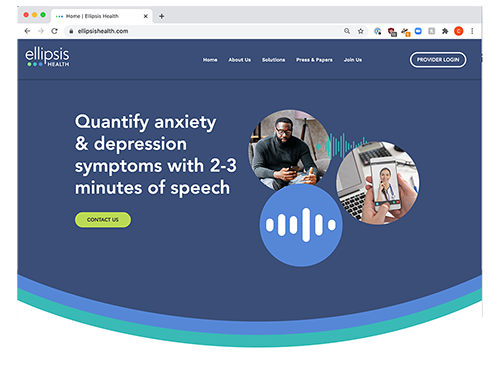 Home | Ellipsis Health
ellipsishealth.com
ellipsis
HEALTH
Home About Us Solutions Press & Papers Join Us
PROVIDER LOGIN
Quantify anxiety
& depression
symptoms with 2-3
minutes of speech
CONTACT US